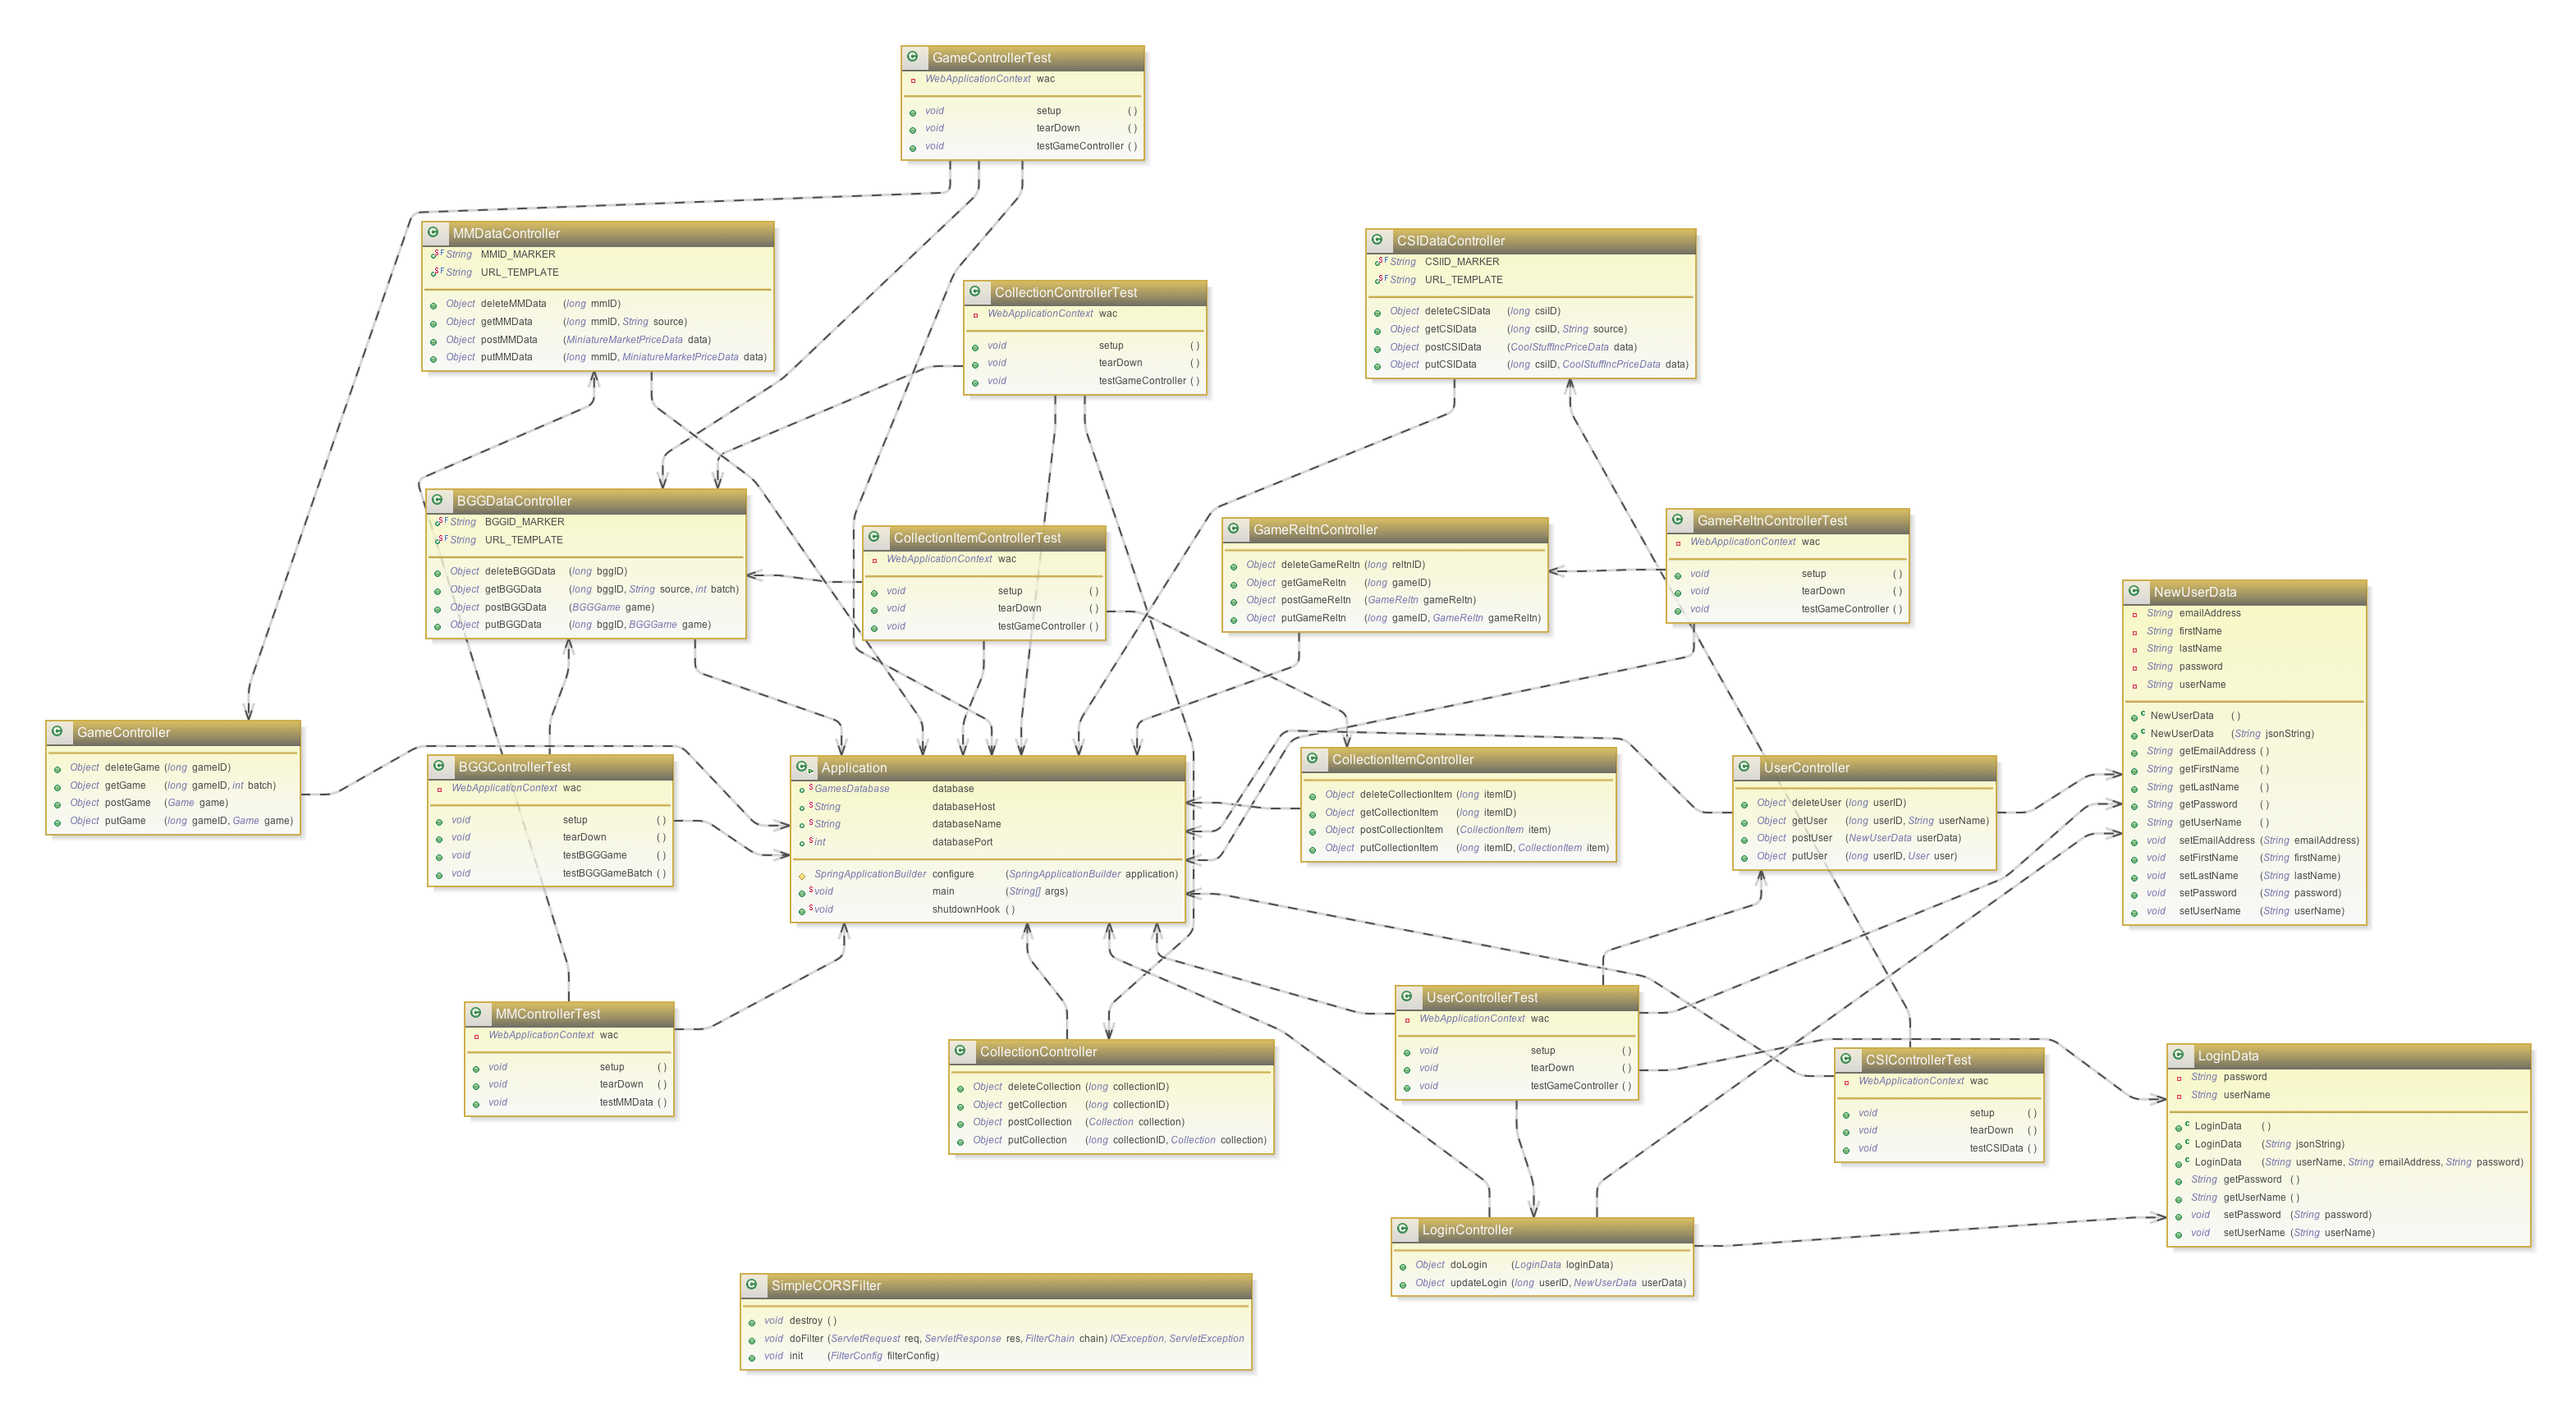 GameControllerTest
WebApplicationContext wac
void setup ( )
void tearDown ( )
void testGameController ( )
MMDataController
String MMID_MARKER
String URL_TEMPLATE
Object deleteMMData (long mmID)
Object getMMData (long mmID, String source)
Object postMMData (MiniatureMarketPriceData data)
Object putMMData (long mmID, MiniatureMarketPriceData data)
CSIDataController
String CSIID_MARKER
String URL_TEMPLATE
Object deleteCSIData (long csiID)
Object getCSIData (long csiID, String source)
Object postCSIData (CoolStuffIncPriceData data)
Object putCSIData (long csiID, CoolStuffIncPriceData data)
CollectionControllerTest
WebApplicationContext wac
void setup ( )
void tearDown ( )
void testGameController ( )
BGGDataController
String BGGID_MARKER
String URL_TEMPLATE
Object deleteBGGData (long bggID)
Object getBGGData (long bggID, String source, int batch)
Object postBGGData (BGGGame game)
Object putBGGData (long bggID, BGGGame game)
CollectionItemControllerTest
WebApplicationContext wac
void setup ( )
void tearDown ( )
void testGameController ( )
GameReltnController
Object deleteGameReltn (long reltnID)
Object getGameReltn (long gameID)
Object postGameReltn (GameReltn gameReltn)
Object putGameReltn (long gameID, GameReltn gameReltn)
GameReltnControllerTest
WebApplicationContext wac
void setup ( )
void tearDown ( )
void testGameController ( )
NewUserData
String emailAddress
String firstName
String lastName
String password
String userName
NewUserData ( )
NewUserData (String jsonString)
String getEmailAddress ( )
String getFirstName ( )
String getLastName ( )
String getPassword ( )
String getUserName ( )
void setEmailAddress (String emailAddress)
void setFirstName (String firstName)
void setLastName (String lastName)
void setPassword (String password)
void setUserName (String userName)
GameController
Object deleteGame (long gameID)
Object getGame (long gameID, int batch)
Object postGame (Game game)
Object putGame (long gameID, Game game)
BGGControllerTest
WebApplicationContext wac
void setup ( )
void tearDown ( )
void testBGGGame ( )
void testBGGGameBatch ( )
Application
GamesDatabase database
String databaseHost
String databaseName
int databasePort
SpringApplicationBuilder configure (SpringApplicationBuilder application)
void main (String[] args)
void shutdownHook ( )
CollectionItemController
Object deleteCollectionItem (long itemID)
Object getCollectionItem (long itemID)
Object postCollectionItem (CollectionItem item)
Object putCollectionItem (long itemID, CollectionItem item)
UserController
Object deleteUser (long userID)
Object getUser (long userID, String userName)
Object postUser (NewUserData userData)
Object putUser (long userID, User user)
MMControllerTest
WebApplicationContext wac
void setup ( )
void tearDown ( )
void testMMData ( )
CollectionController
Object deleteCollection (long collectionID)
Object getCollection (long collectionID)
Object postCollection (Collection collection)
Object putCollection (long collectionID, Collection collection)
UserControllerTest
WebApplicationContext wac
void setup ( )
void tearDown ( )
void testGameController ( )
CSIControllerTest
WebApplicationContext wac
void setup ( )
void tearDown ( )
void testCSIData ( )
LoginData
String password
String userName
LoginData ( )
LoginData (String jsonString)
LoginData (String userName, String emailAddress, String password)
String getPassword ( )
String getUserName ( )
void setPassword (String password)
void setUserName (String userName)
LoginController
Object doLogin (LoginData loginData)
Object updateLogin (long userID, NewUserData userData)
SimpleCORSFilter
void destroy ( )
void doFilter (ServletRequest req, ServletResponse res, FilterChain chain) IOException, ServletException
void init (FilterConfig filterConfig)